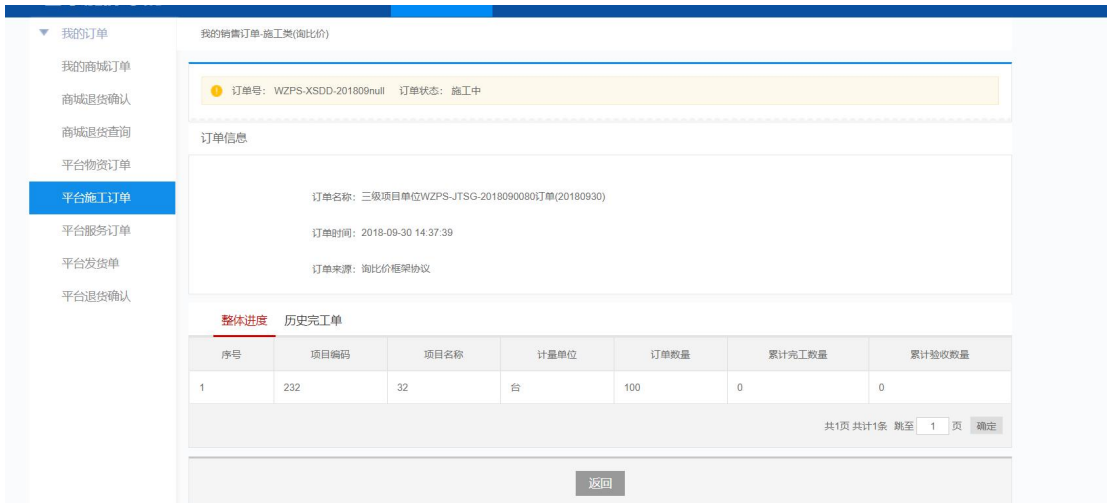 我的订单
我的商城订单
商城退货确认
商城退货查询
平台物资订单
平台施工订单
平台服务订单
平台发货单
平台退货确认
我的销售订单-施工类(询比价)
订单号： WZPS-XSDD-201809null 订单状态： 施工中
订单信息
订单名称：三级项目单位WZPS-JTSG-2018090080订单(20180930)
订单时间：2018-09-30 14:37:39
订单来源：询比价框架协议
整体进度 历史完工单
序号 项目编码 项目名称 计量单位 订单数量 累计完工数量 累计验收数量
1 232 32 台 100 0 0
共1页 共计1条 跳至 1 页 确定
返回